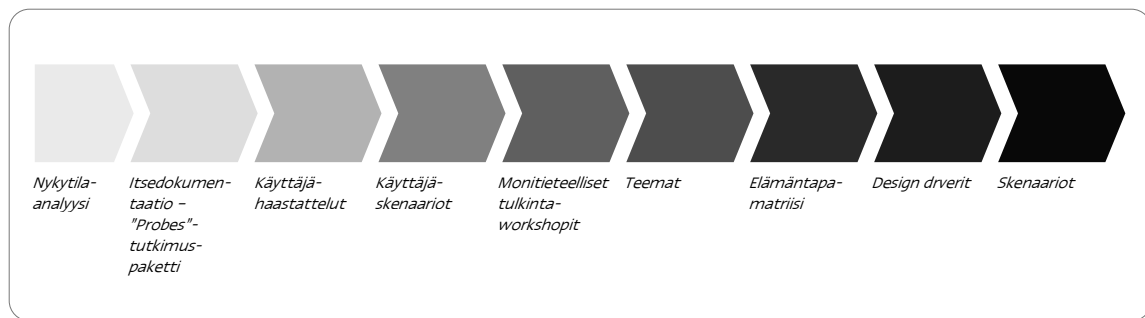 Nykytila-
analyysi
Itsedokumen-
taatio –
"Probes"-
tutkimus-
paketti
Käyttäjä-
haastattelut
Käyttäjä-
skenaariot
Monitieteelliset
tulkinta-
workshopit
Teemat
Elämäntapa-
matriisi
Design drverit
Skenaariot